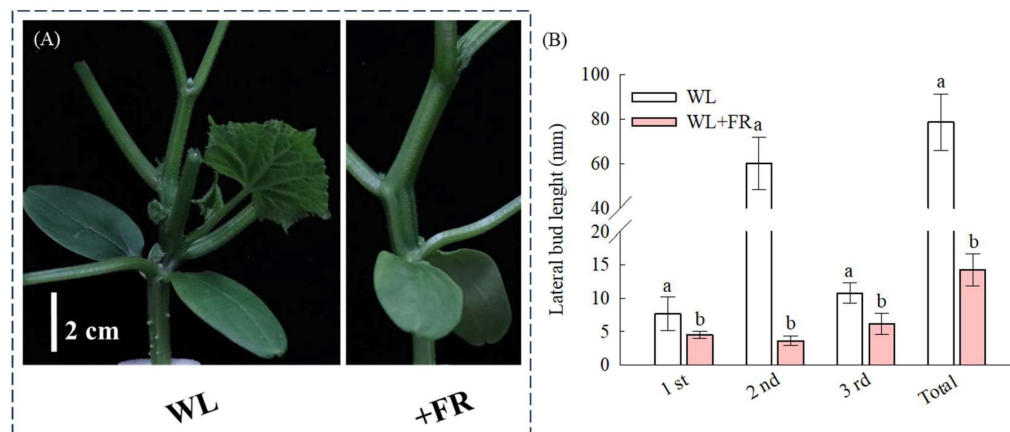 (A)
2 cm
WL
+FR
(B)
Lateral bud lenght (mm)
100
80
60
40
20
15
10
5
0
WL
WL+FR
a
b
a
b
a
b
a
b
1 st
2 nd
3 rd
Total